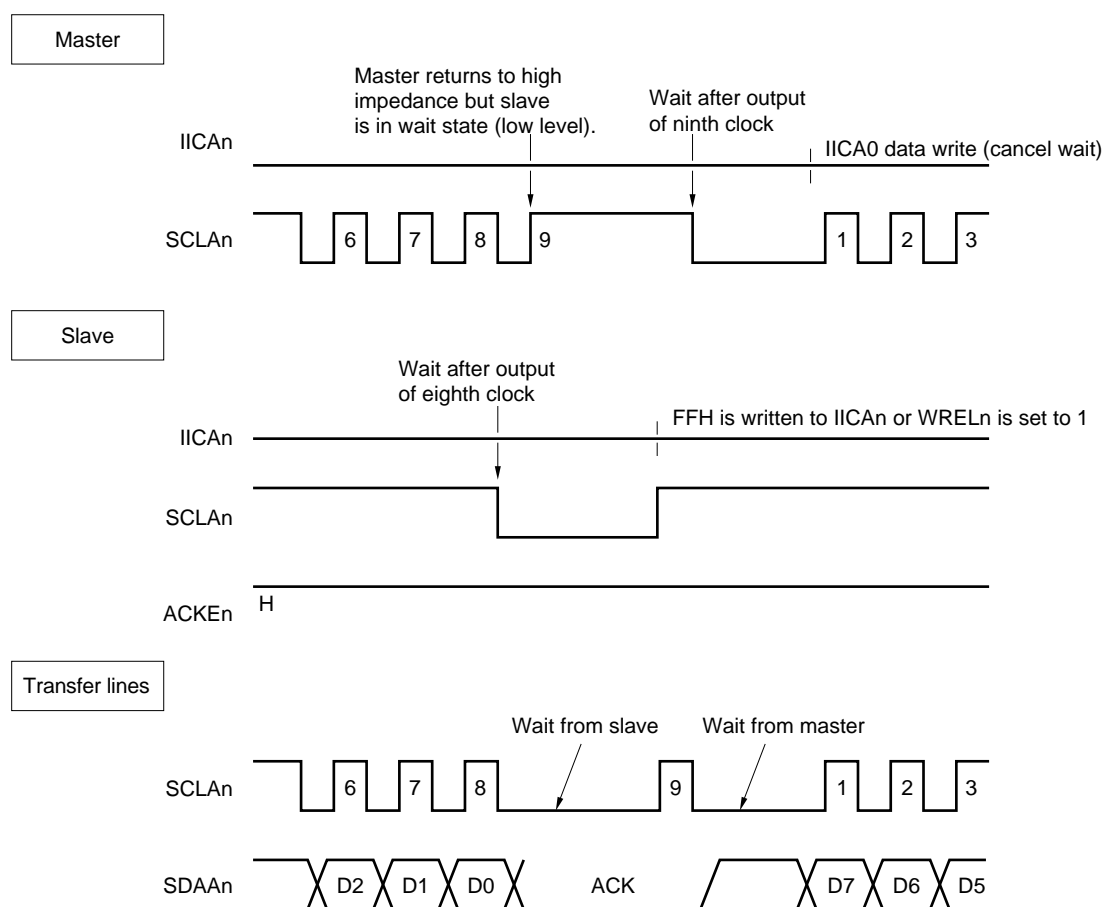 Master
Master returns to high
impedance but slave
is in wait state (low level).
Wait after output
of ninth clock
IICAn
IICA0 data write (cancel wait)
SCLAn
6 7 8 9 1 2 3
Slave
Wait after output
of eighth clock
FFH is written to IICAn or WRELn is set to 1
IICAn
SCLAn
H
ACKEn
Transfer lines
Wait from slave Wait from master
SCLAn 6 7 8 9 1 2 3
SDAAn D2 D1 D0 ACK D7 D6 D5